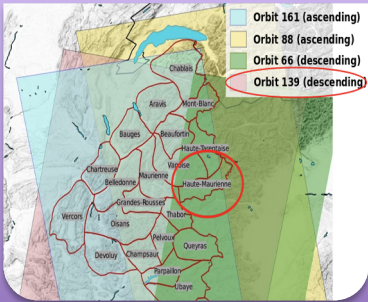 Orbit 161 (ascending)
Orbit 88 (ascending)
Orbit 66 (descending)
Orbit 139 (descending)
Chablais
Aravis
Mont-Blanc
Bauges
Beaufortin
Haute-Tarentaise
Chartreuse
Vanoise
Maurienne
Belledonne
Haute-Maurienne
Grandes-Rousses
Vercors
Thabor
Oisans
Pelvoux
Queyras
Devoluy
Champsaur
Parpaillon
Ubaye